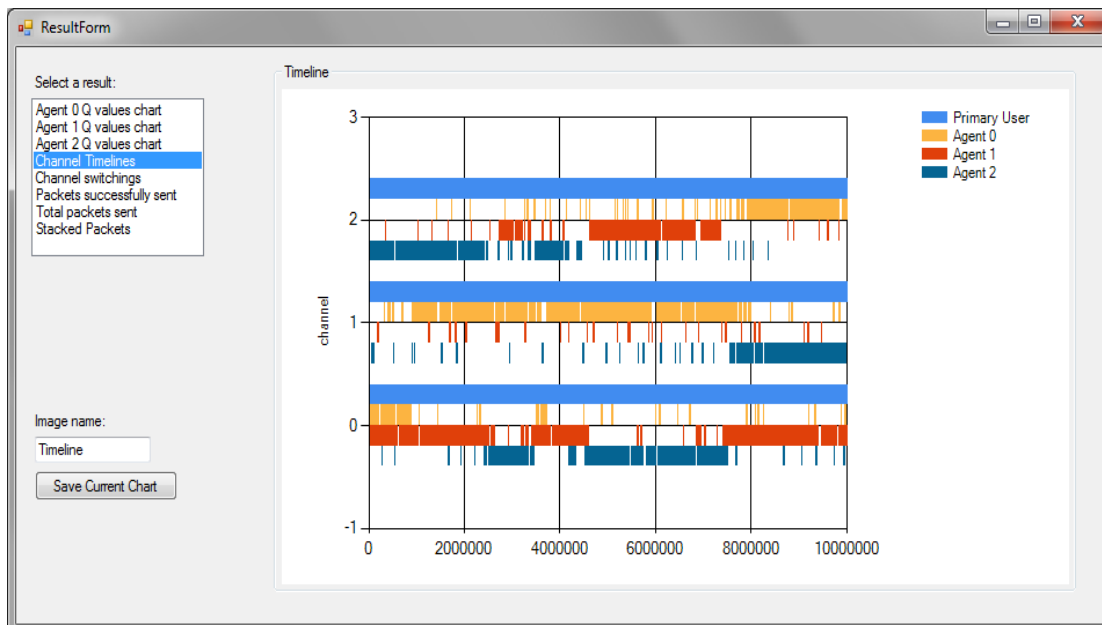 ResultForm
Select a result:
Agent 0 Q values chart
Agent 1 Q values chart
Agent 2 Q values chart
Channel Timelines
Channel switchings
Packets successfully sent
Total packets sent
Stacked Packets
Image name:
Timeline
Save Current Chart
Timeline
3
2
1
0
-1
channel
0 2000000 4000000 6000000 8000000 10000000
Primary User
Agent 0
Agent 1
Agent 2